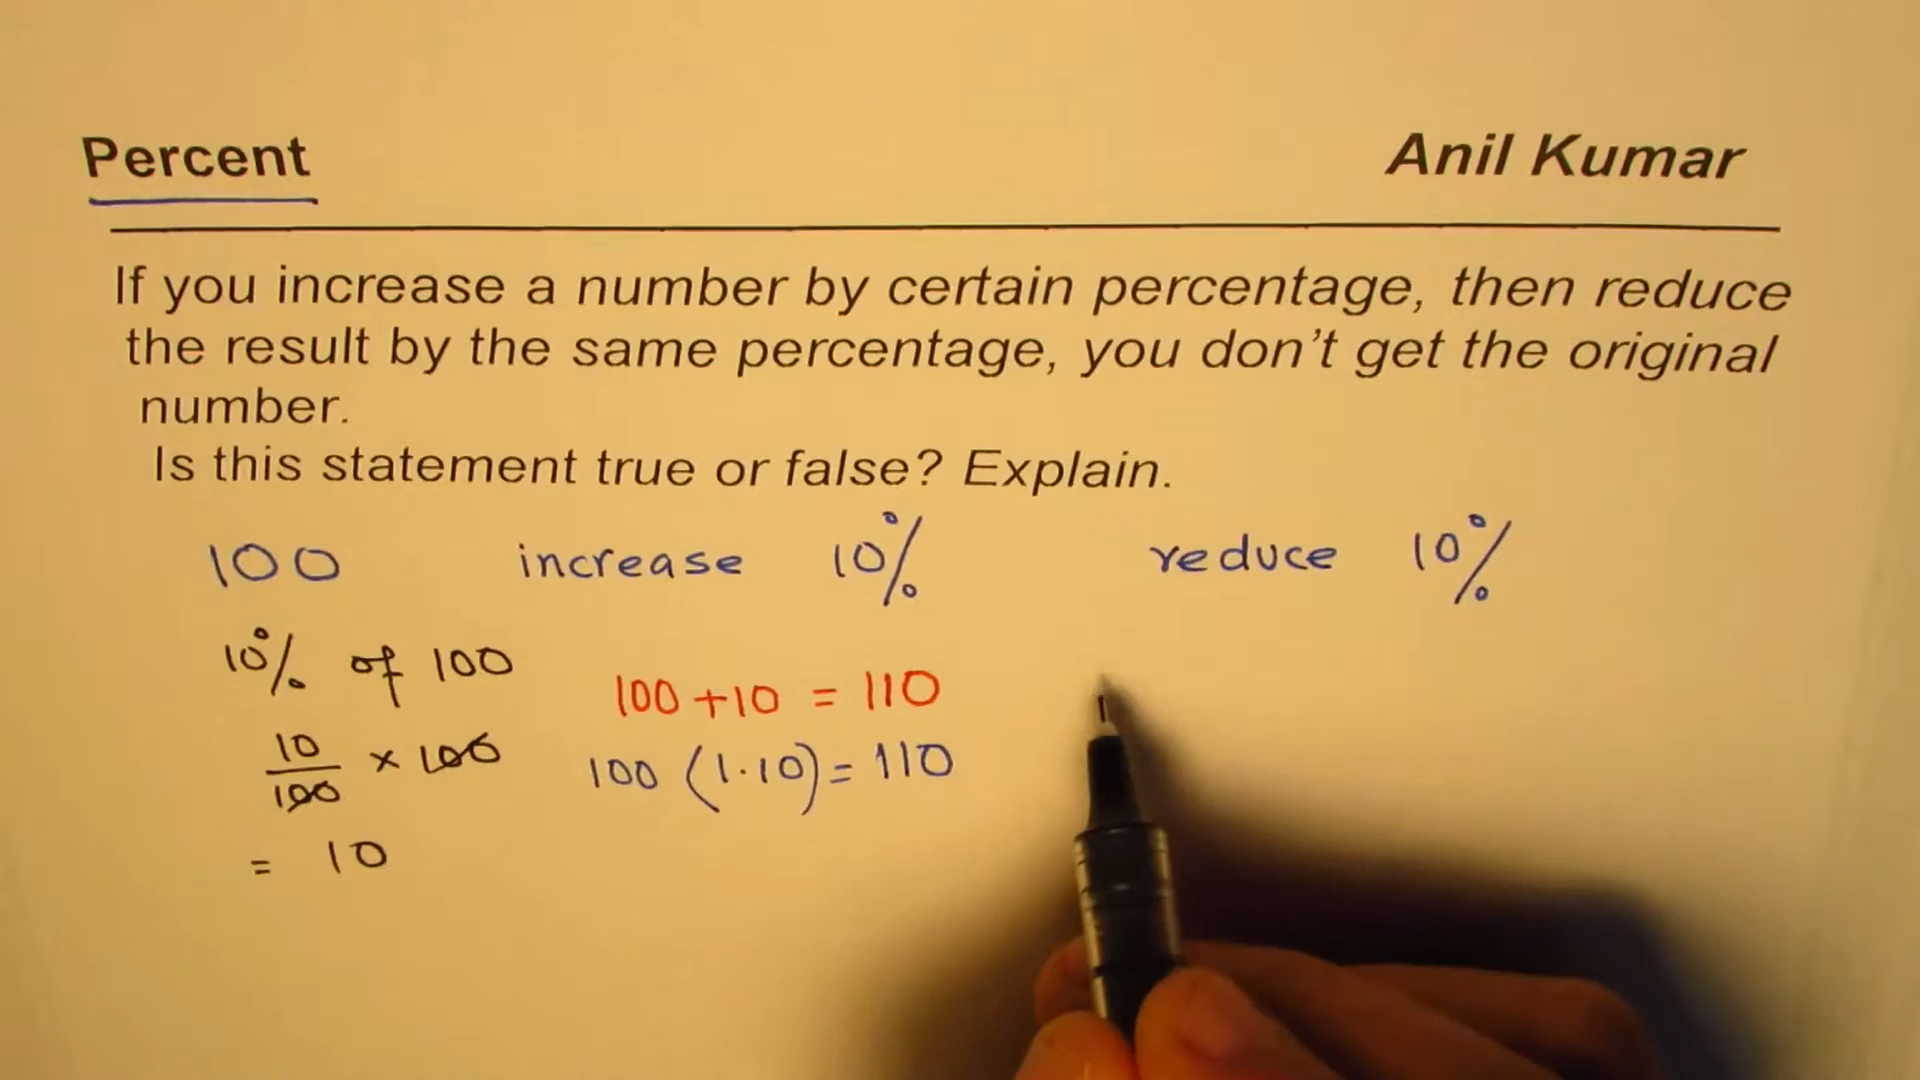 Percent
Anil Kumar
If you increase a number by certain percentage, then reduce
the result by the same percentage, you don't get the original
number.
Is this statement true or false? Explain.
100 increase 10% reduce 10%
10% of 100
100 + 10 = 110
10/100 × 100
100 (1·10) = 110
= 10